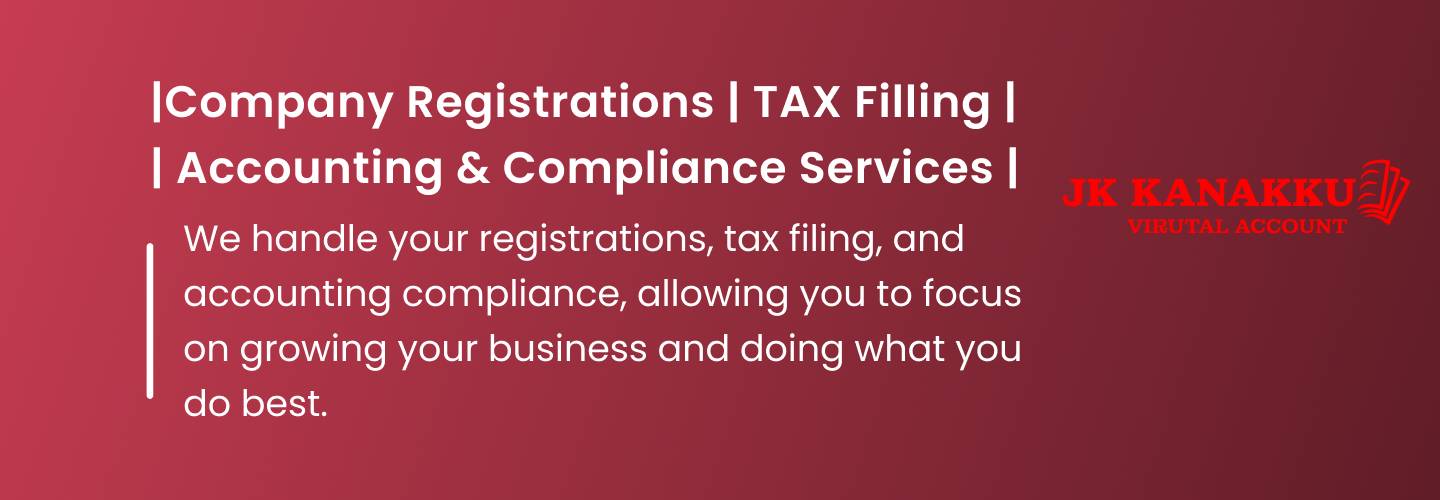 |Company Registrations | TAX Filling |
| Accounting & Compliance Services |
We handle your registrations, tax filing, and
accounting compliance, allowing you to focus
on growing your business and doing what you
do best.
JK KANAKKU
VIRUTAL ACCOUNT